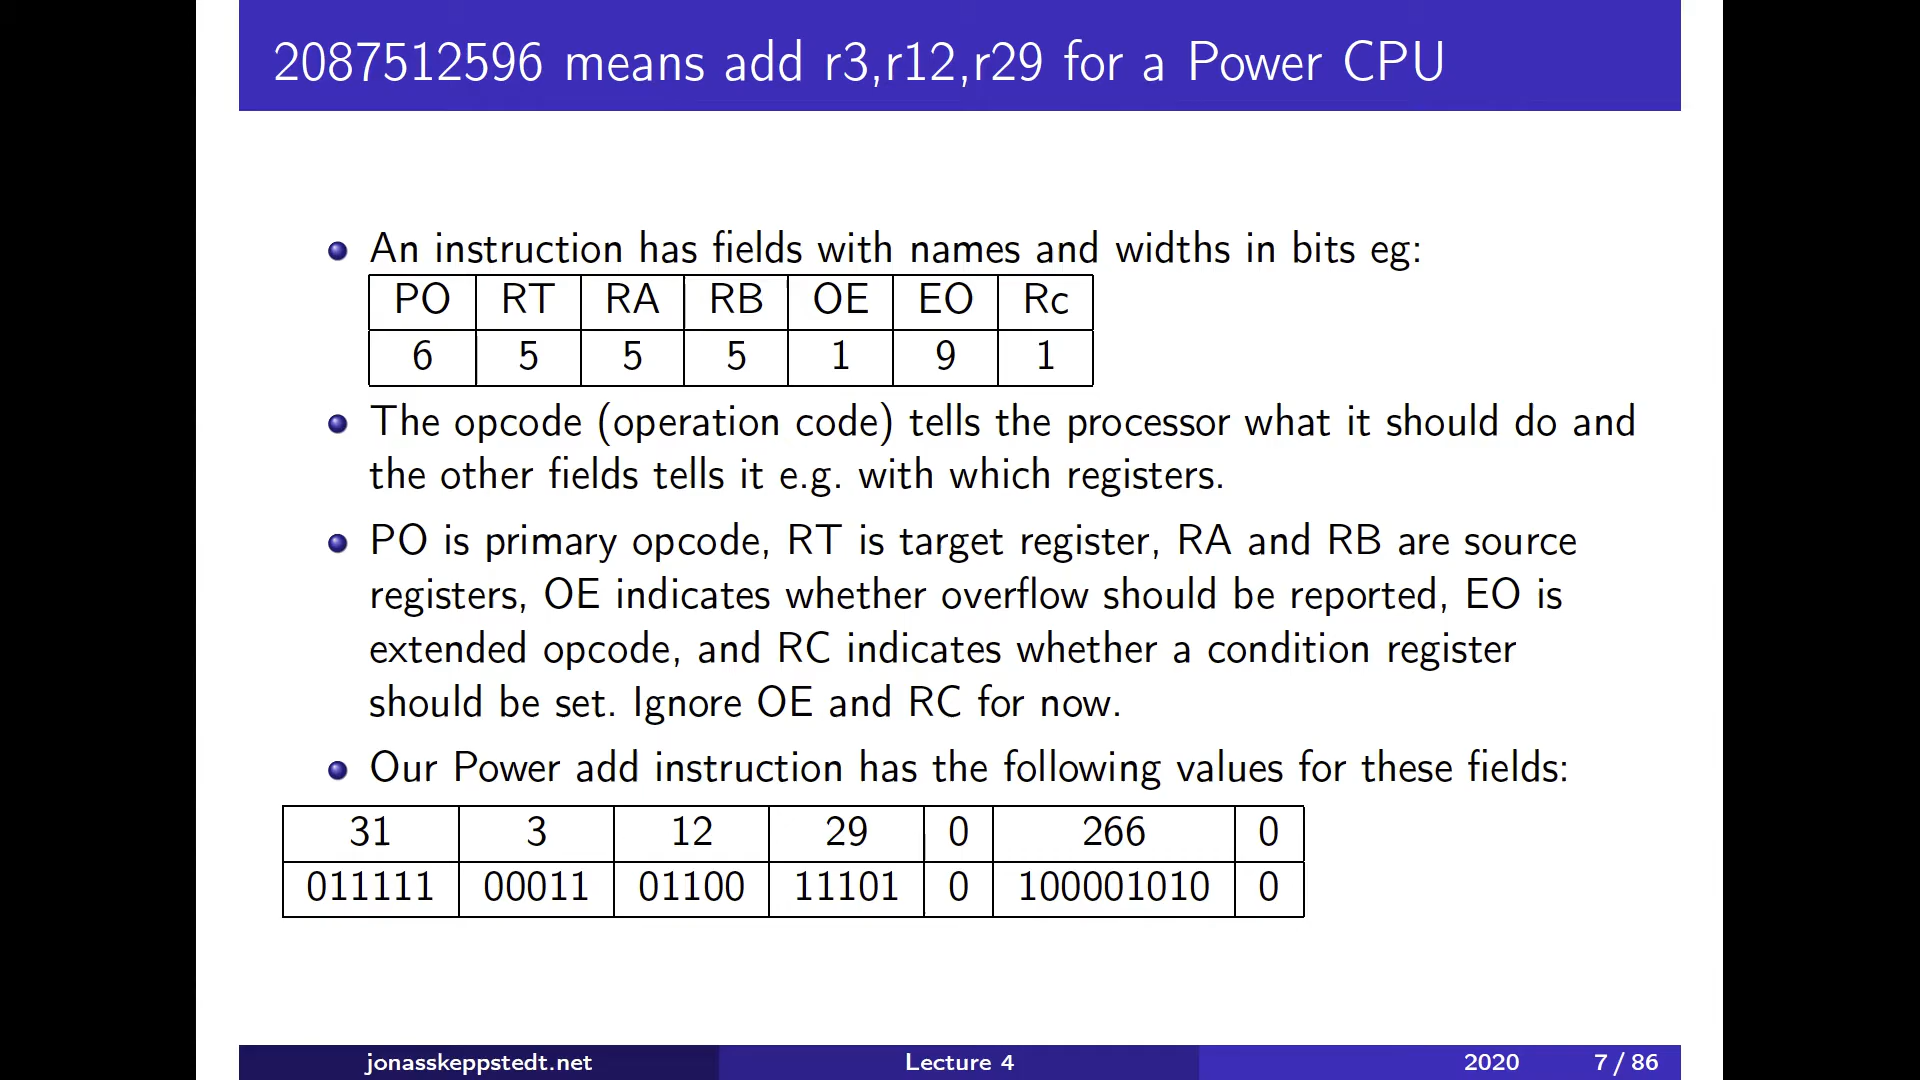 2087512596 means add r3,r12,r29 for a Power CPU
An instruction has fields with names and widths in bits eg:
PO RT RA RB OE EO Rc
6 5 5 5 1 9 1
The opcode (operation code) tells the processor what it should do and
the other fields tells it e.g. with which registers.
PO is primary opcode, RT is target register, RA and RB are source
registers, OE indicates whether overflow should be reported, EO is
extended opcode, and RC indicates whether a condition register
should be set. Ignore OE and RC for now.
Our Power add instruction has the following values for these fields:
31 3 12 29 0 266 0
011111 00011 01100 11101 0 100001010 0
jonasskeppstedt.net Lecture 4 2020 7 / 86